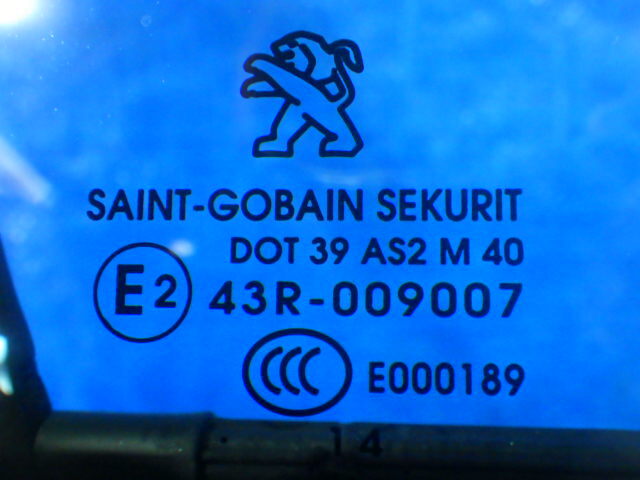 SAINT-GOBAIN SEKURIT
DOT 39 AS2 M 40
E2 43R-009007
CCC E000189
14